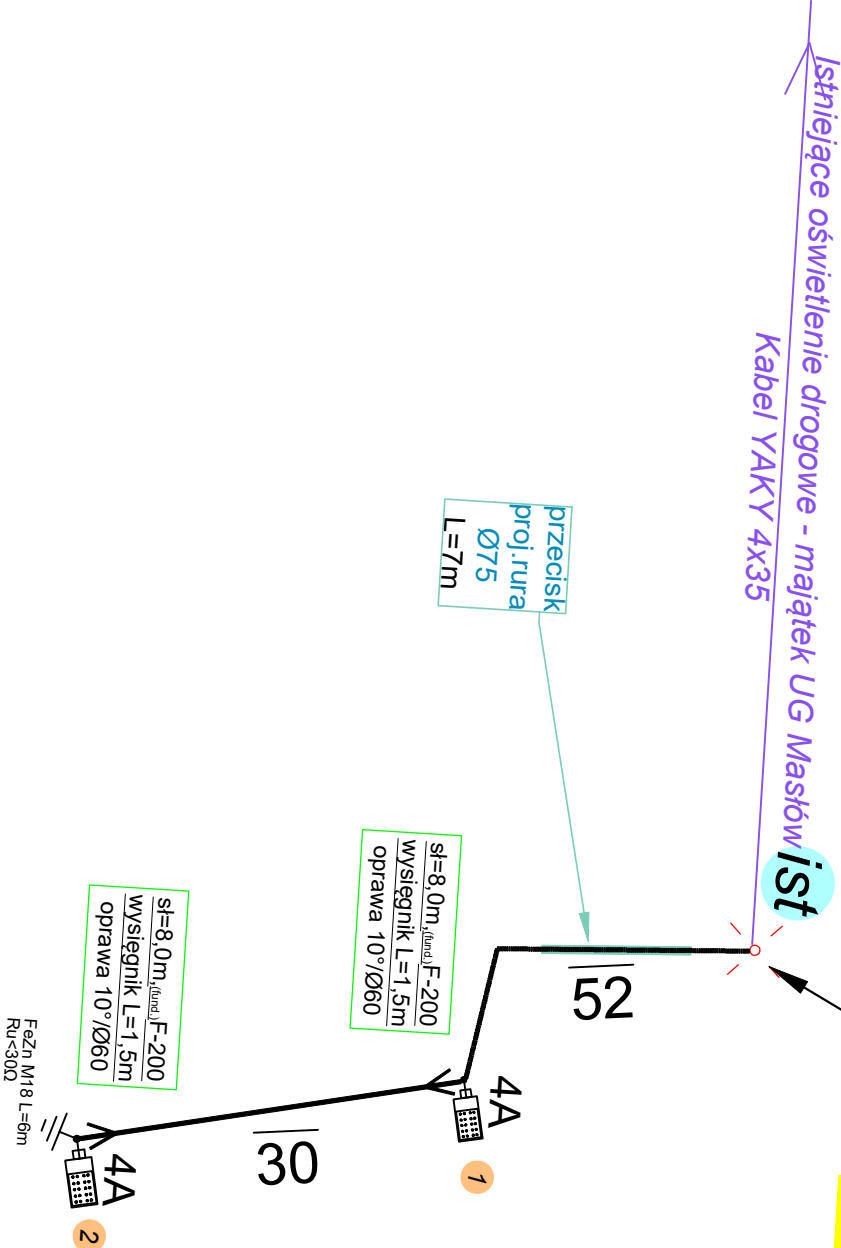 Istniejące oświetlenie drogowe - majątek UG Masłów
Kabel YAKY 4x35
ist
przecisk
proj.rura
Ø75
L=7m
52
sł=8,0m,(fund.)F-200
wysięgnik L=1,5m
oprawa 10°/Ø60
4A
1
30
sł=8,0m,(fund.)F-200
wysięgnik L=1,5m
oprawa 10°/Ø60
4A
2
FeZn M18 L=6m
Ru<30Ω